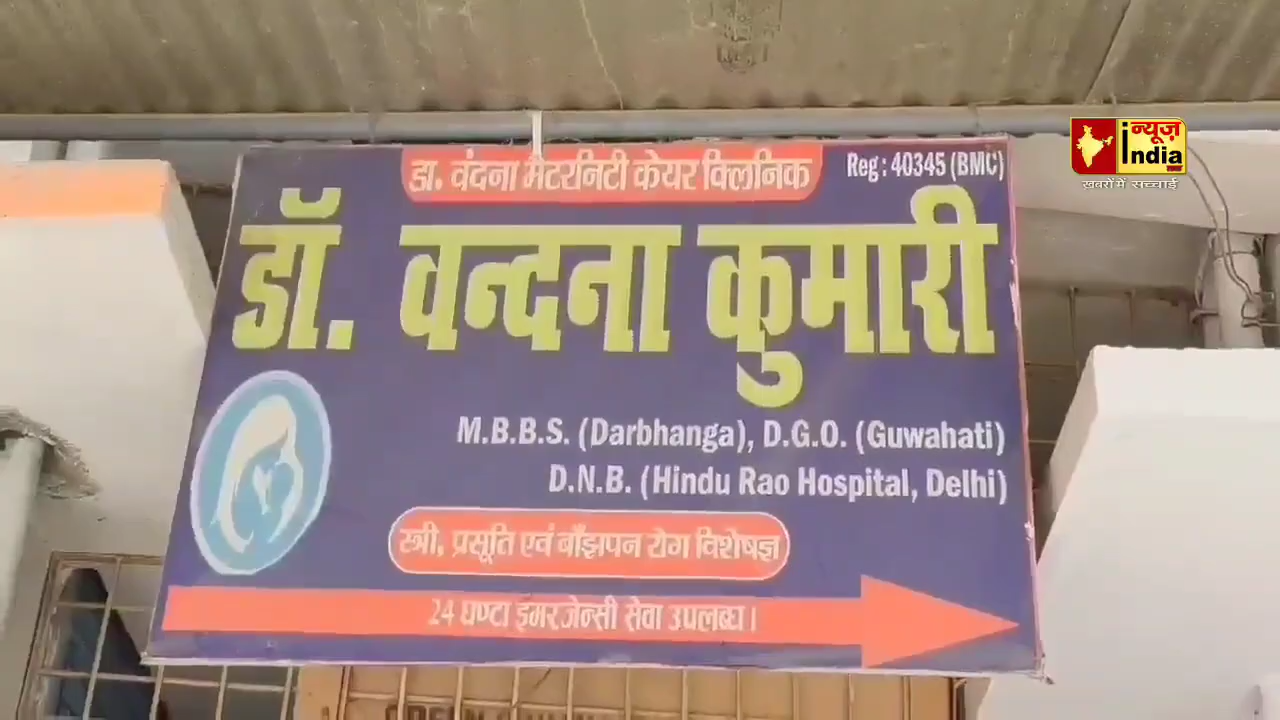 डा. वंदना मैटरनिटी केयर क्लिनिक
Reg : 40345 (BMC)
डॉ. वन्दना कुमारी
M.B.B.S. (Darbhanga), D.G.O. (Guwahati)
D.N.B. (Hindu Rao Hospital, Delhi)
स्त्री, प्रसूति एवं बाँझपन रोग विशेषज्ञ
24 घण्टा इमरजेन्सी सेवा उपलब्ध।
न्यूज़
india
ख़बरों में सच्चाई